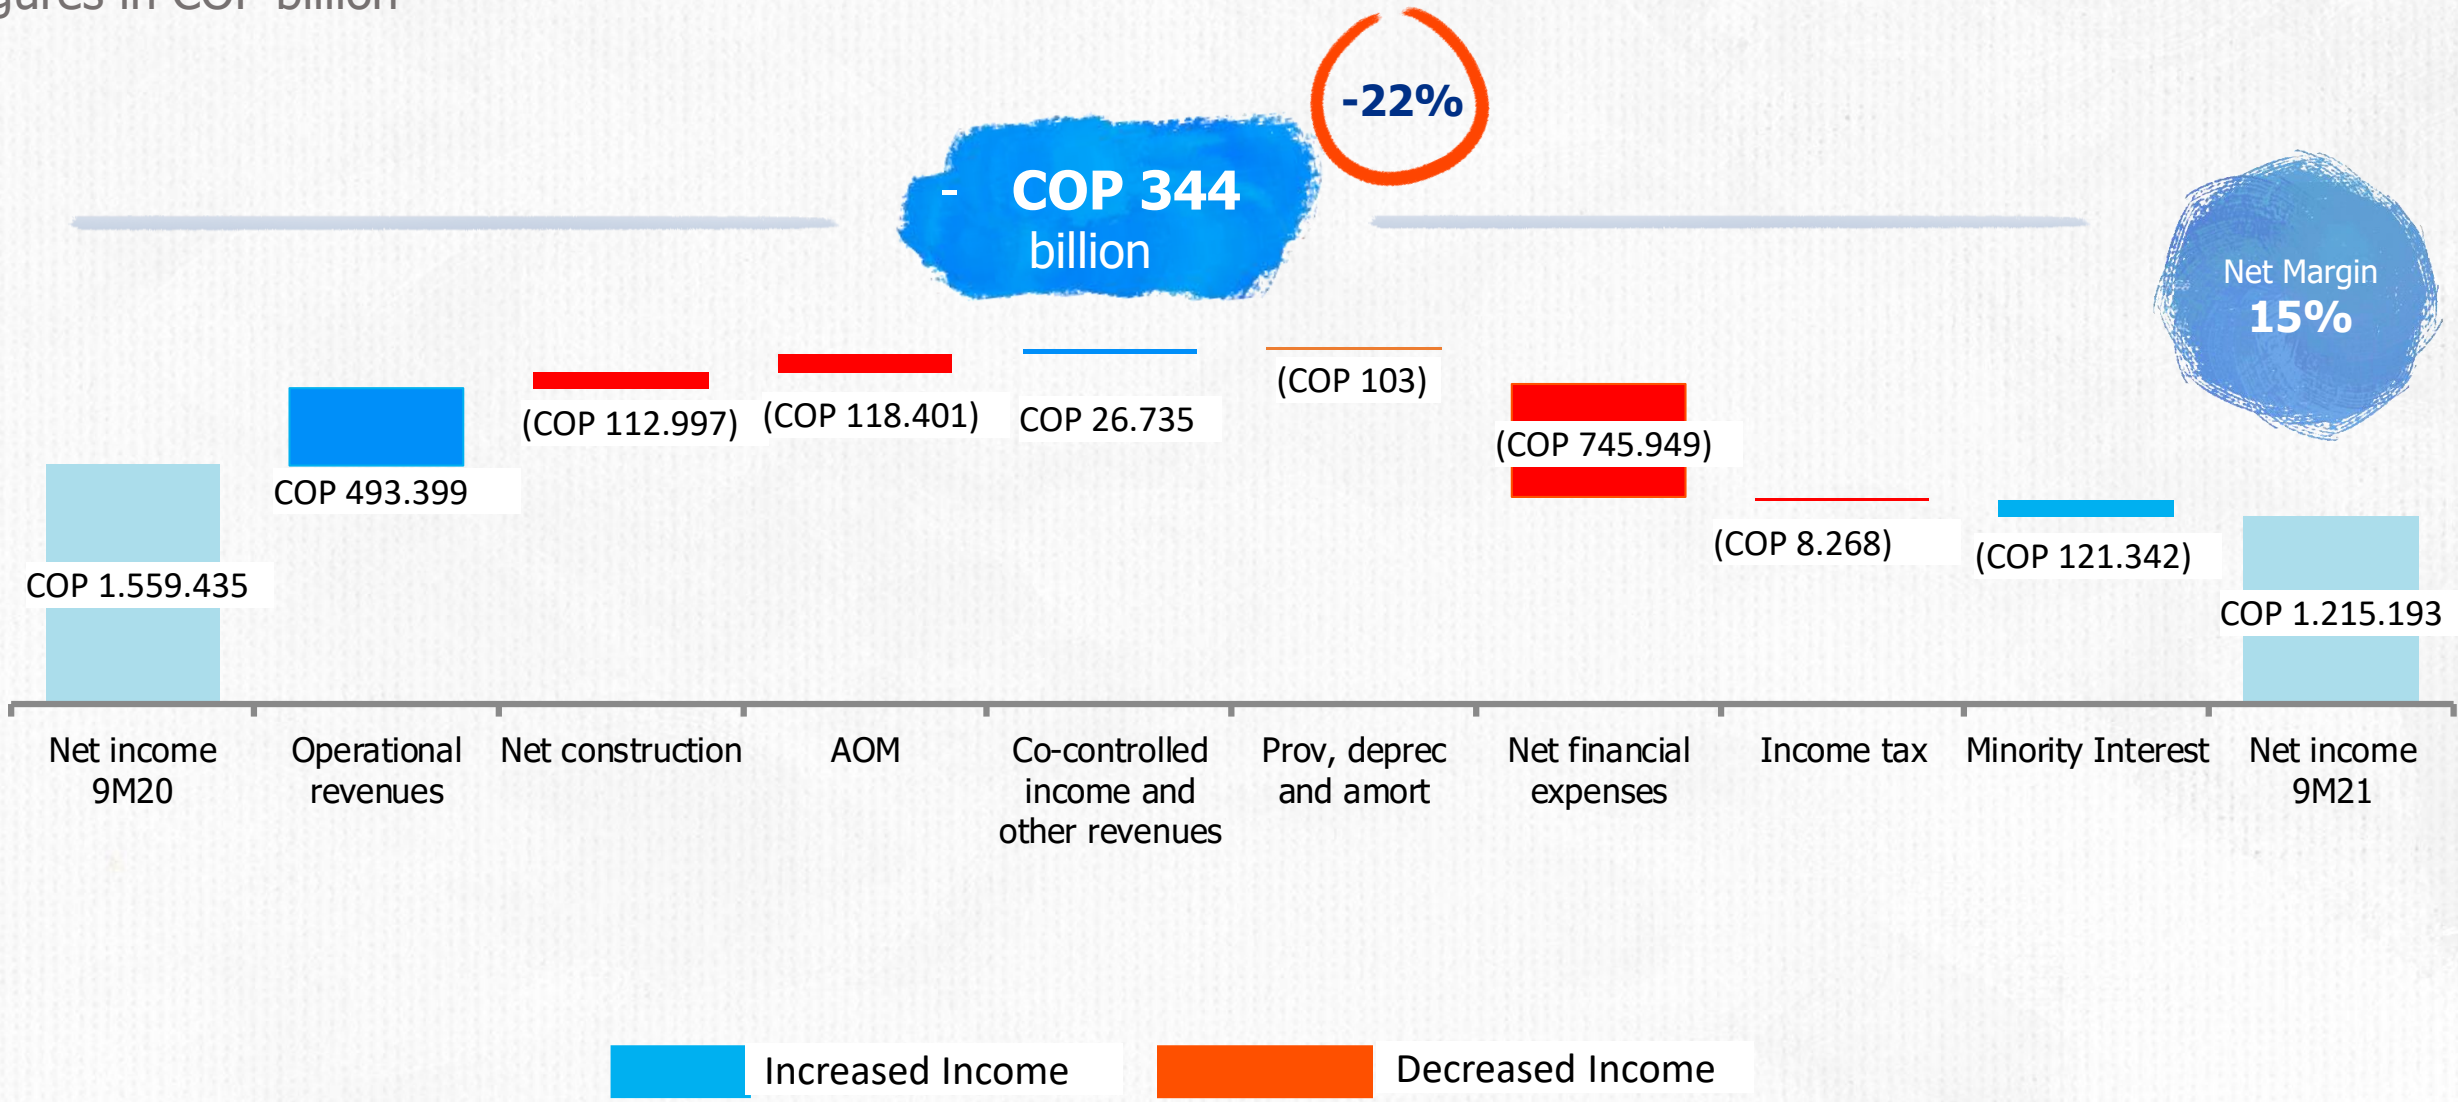 in COP billion
-22%
- COP 344
billion
Net Margin
15%
(COP 103)
(COP 112.997)
(COP 118.401)
COP 26.735
(COP 745.949)
COP 493.399
(COP 8.268)
(COP 121.342)
COP 1.559.435
COP 1.215.193
Net income
9M20
Operational
revenues
Net construction
AOM
Co-controlled
income and
other revenues
Prov, deprec
and amort
Net financial
expenses
Income tax
Minority Interest
Net income
9M21
Increased Income
Decreased Income